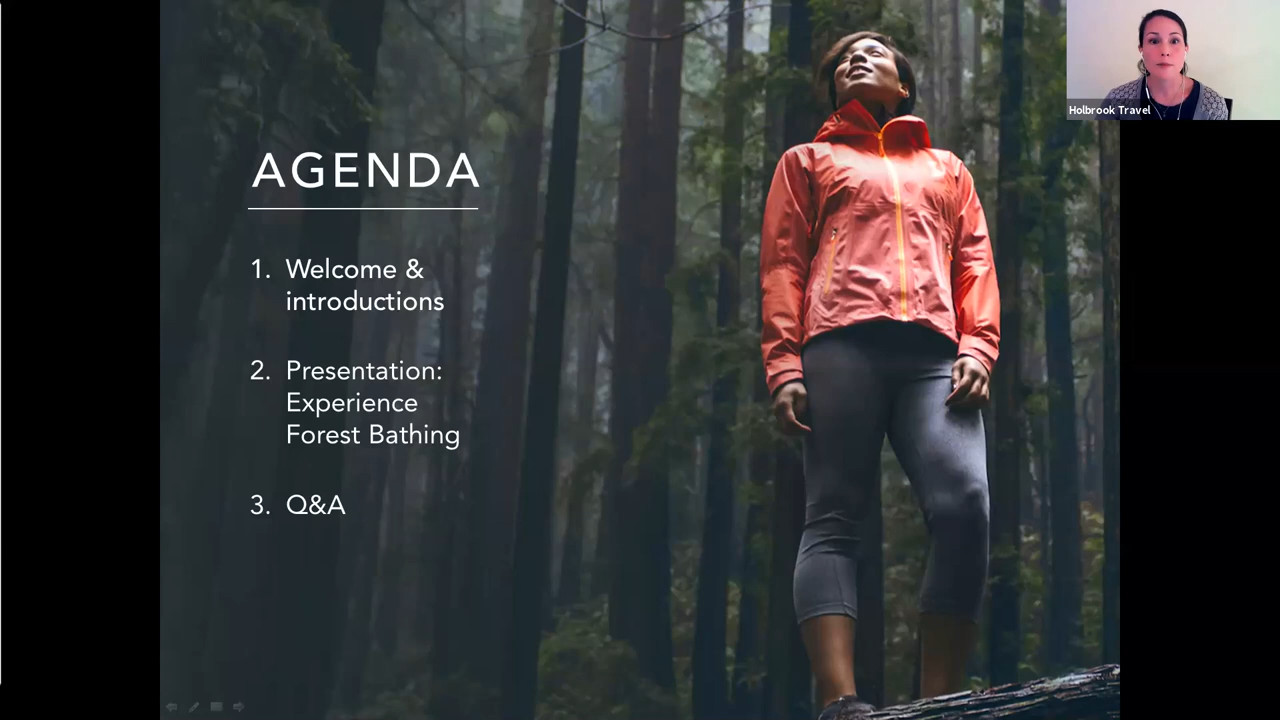 Holbrook Travel
AGENDA
1. Welcome &
introductions
2. Presentation:
Experience
Forest Bathing
3. Q&A